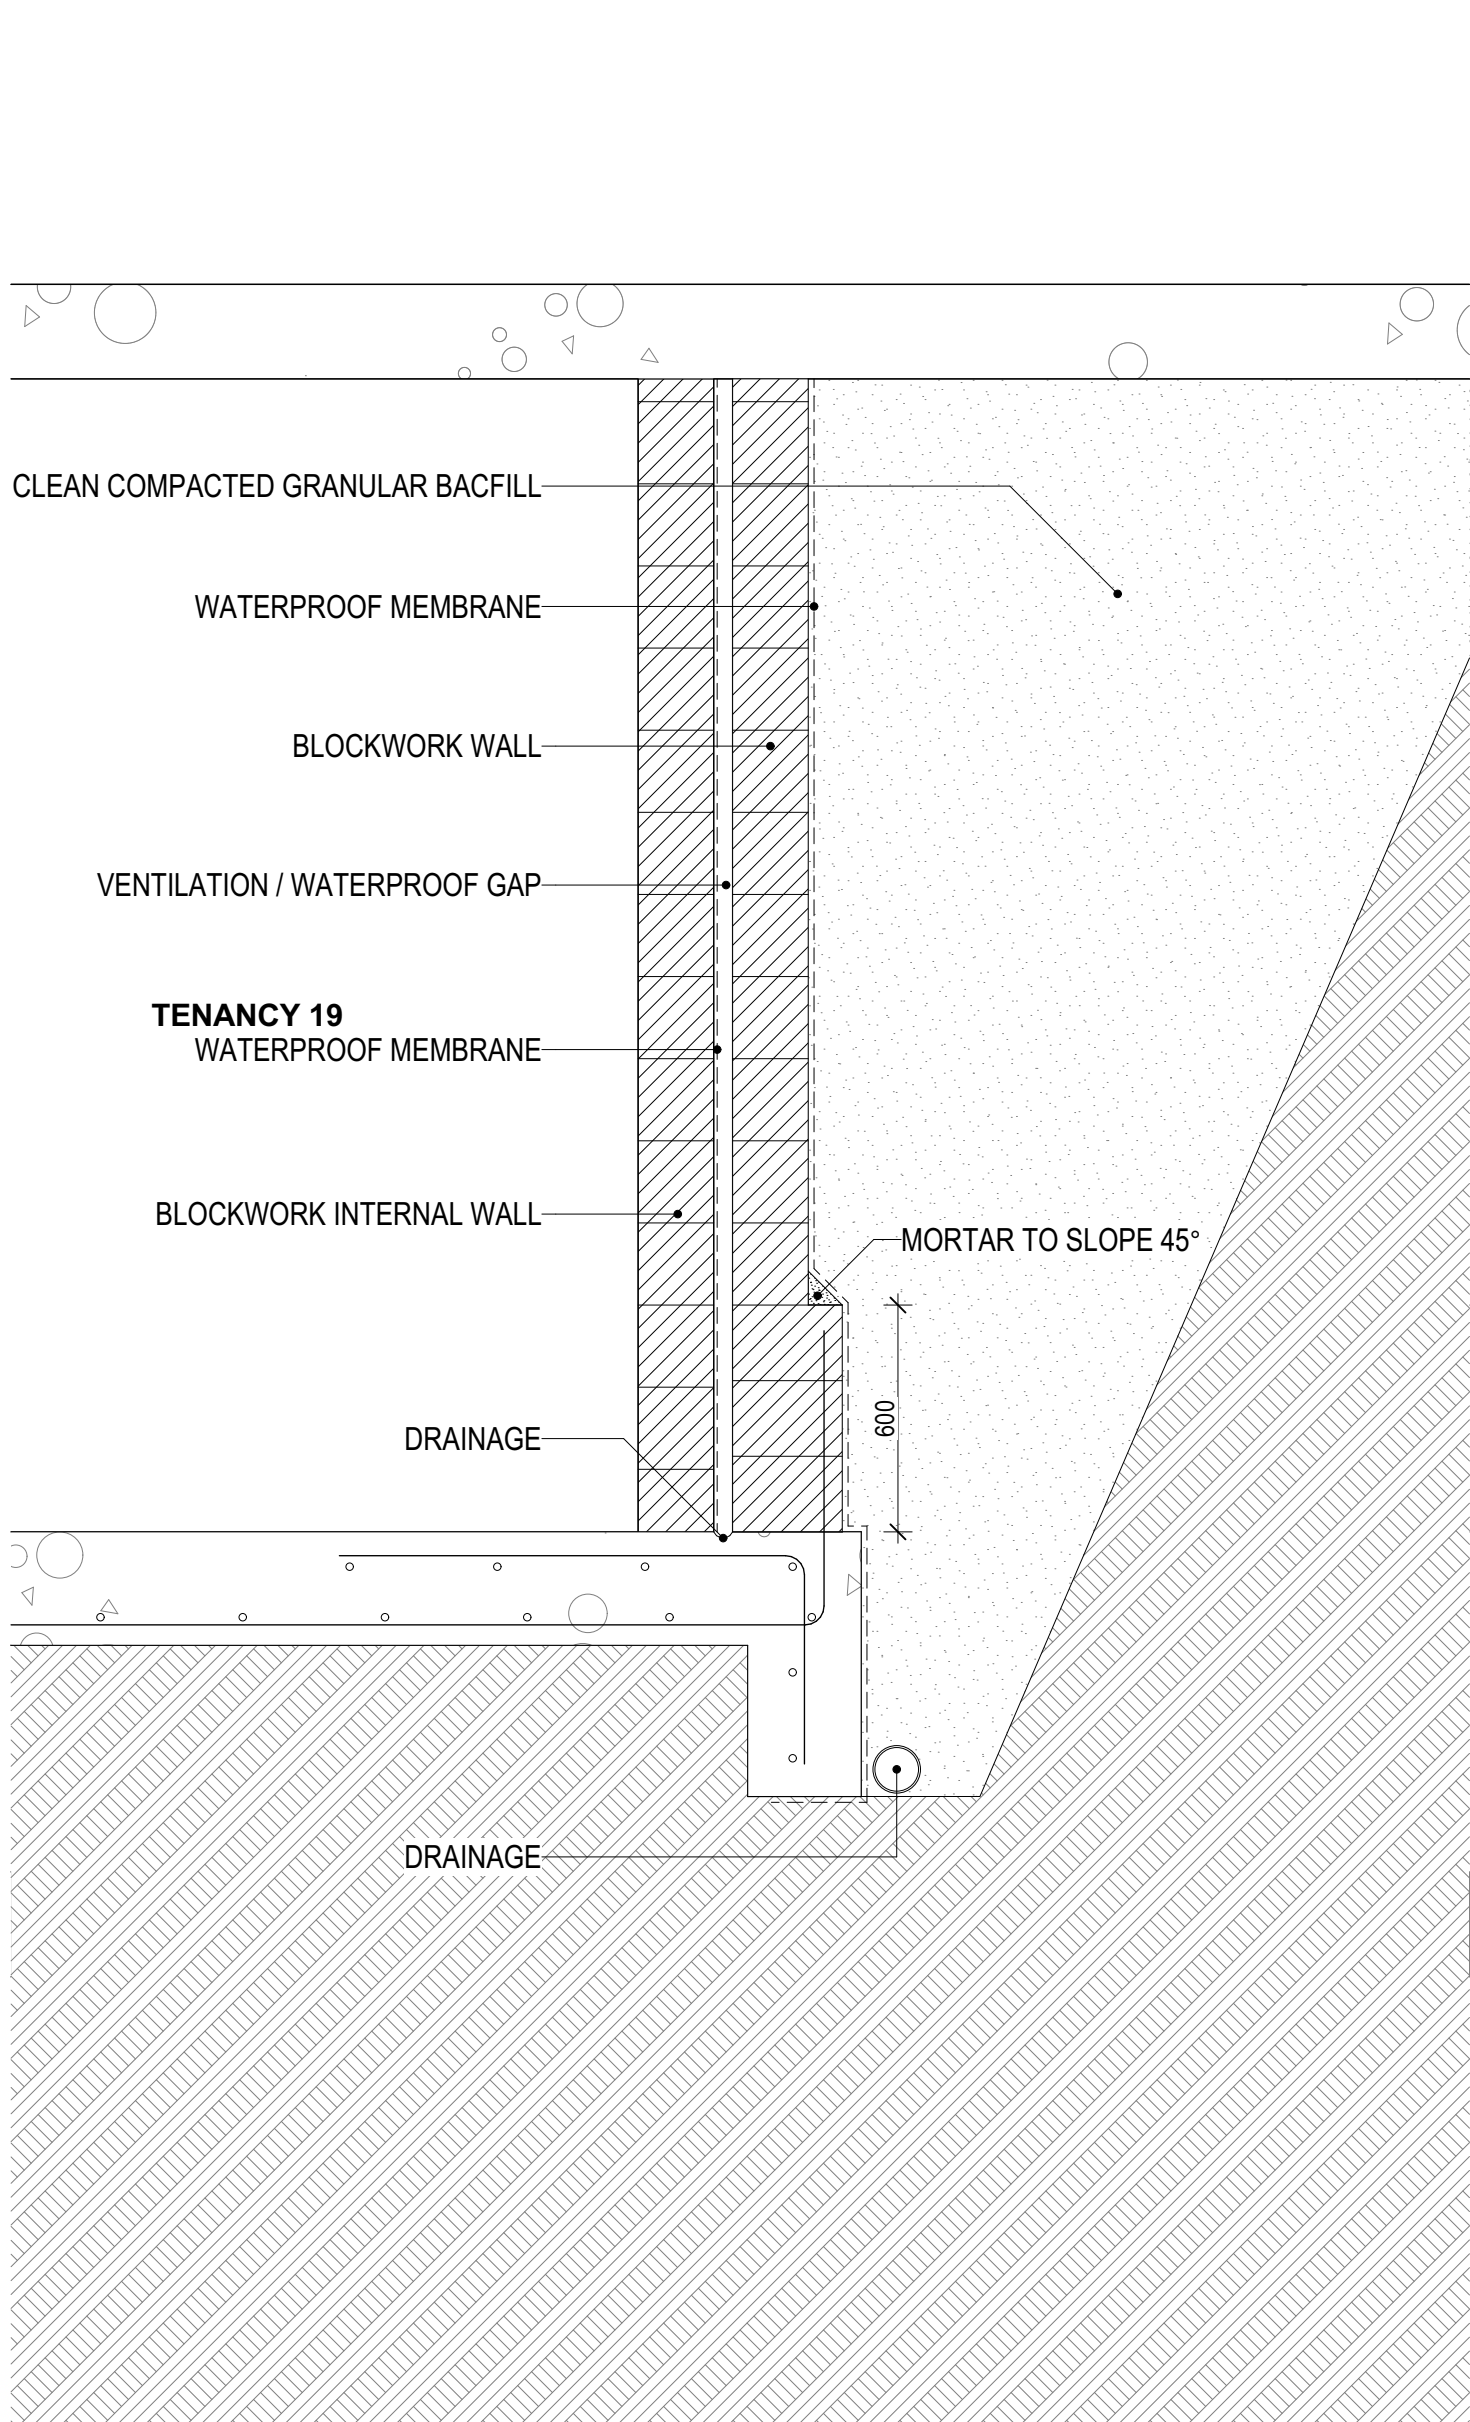 CLEAN COMPACTED GRANULAR BACFILL
WATERPROOF MEMBRANE
BLOCKWORK WALL
VENTILATION / WATERPROOF GAP
TENANCY 19
WATERPROOF MEMBRANE
BLOCKWORK INTERNAL WALL
MORTAR TO SLOPE 45°
600
DRAINAGE
DRAINAGE